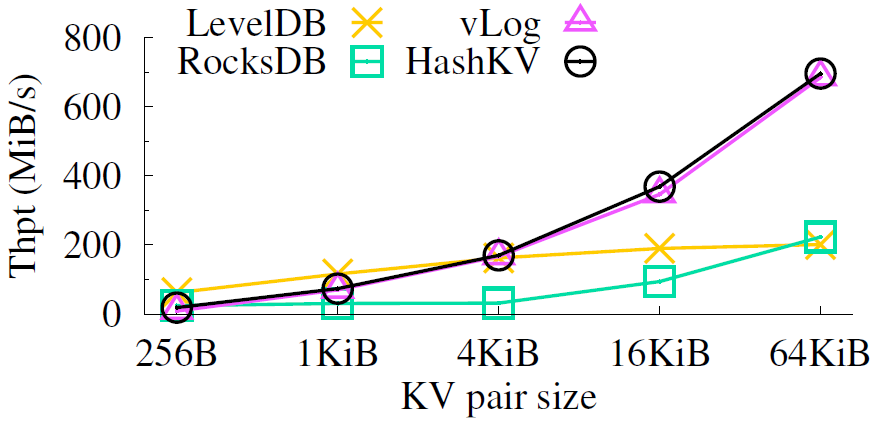 LevelDB vLog
RocksDB HashKV
800
600
400
200
0
Thpt (MiB/s)
256B 1KiB 4KiB 16KiB 64KiB
KV pair size